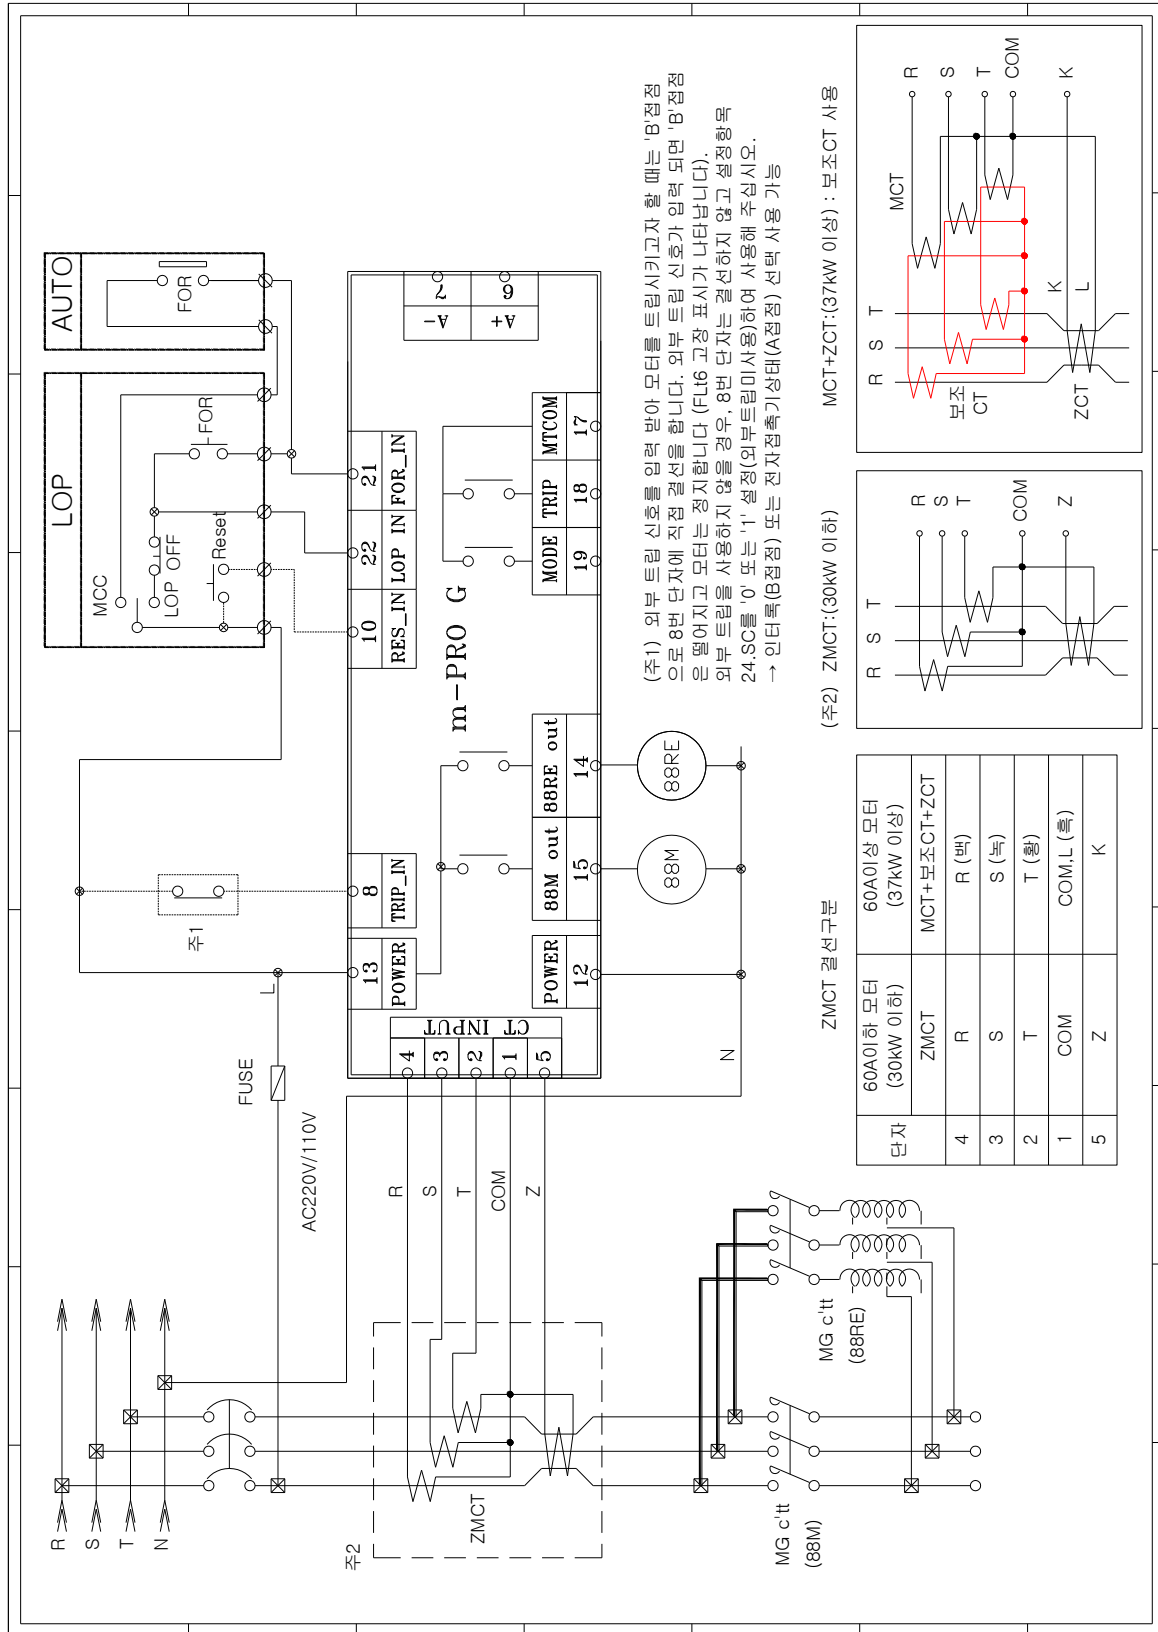 R
S
T
N
FUSE
L
AC220V/110V
주1
주2
ZMCT
R
S
T
COM
Z
N
LOP
MCC
LOP OFF
FOR
Reset
AUTO
FOR
m-PRO G
CT INPUT
4
3
2
1
5
13
POWER
8
TRIP_IN
10
RES_IN
22
LOP IN
21
FOR_IN
A-
7
A+
6
POWER
12
88M out
15
88RE out
14
MODE
19
TRIP
18
MTCOM
17
88M
88RE
MG c'tt
(88M)
MG c'tt
(88RE)
(주1) 외부 트립 신호를 입력 받아 모터를 트립시키고자 할 때는 'B'접점
으로 8번 단자에 직접 결선을 합니다. 외부 트립 신호가 입력 되면 'B'접점
은 떨어지고 모터는 정지합니다 (FLt6 고장 표시가 나타납니다).
외부 트립을 사용하지 않을 경우, 8번 단자는 결선하지 않고 설정항목
24.SC를 '0' 또는 '1' 설정(외부트립미사용)하여 사용해 주십시오.
→ 인터록(B접점) 또는 전자접촉기상태(A접점) 선택 사용 가능
ZMCT 결선구분
단자
60A이하 모터
(30kW 이하)
60A이상 모터
(37kW 이상)
ZMCT
MCT+보조CT+ZCT
4 R R (백)
3 S S (녹)
2 T T (황)
1 COM COM,L (흑)
5 Z K
(주2) ZMCT:(30kW 이하)
R
S
T
R
S
T
COM
Z
MCT+ZCT:(37kW 이상) : 보조CT 사용
R
S
T
보조
CT
ZCT
K
L
MCT
R
S
T
COM
K